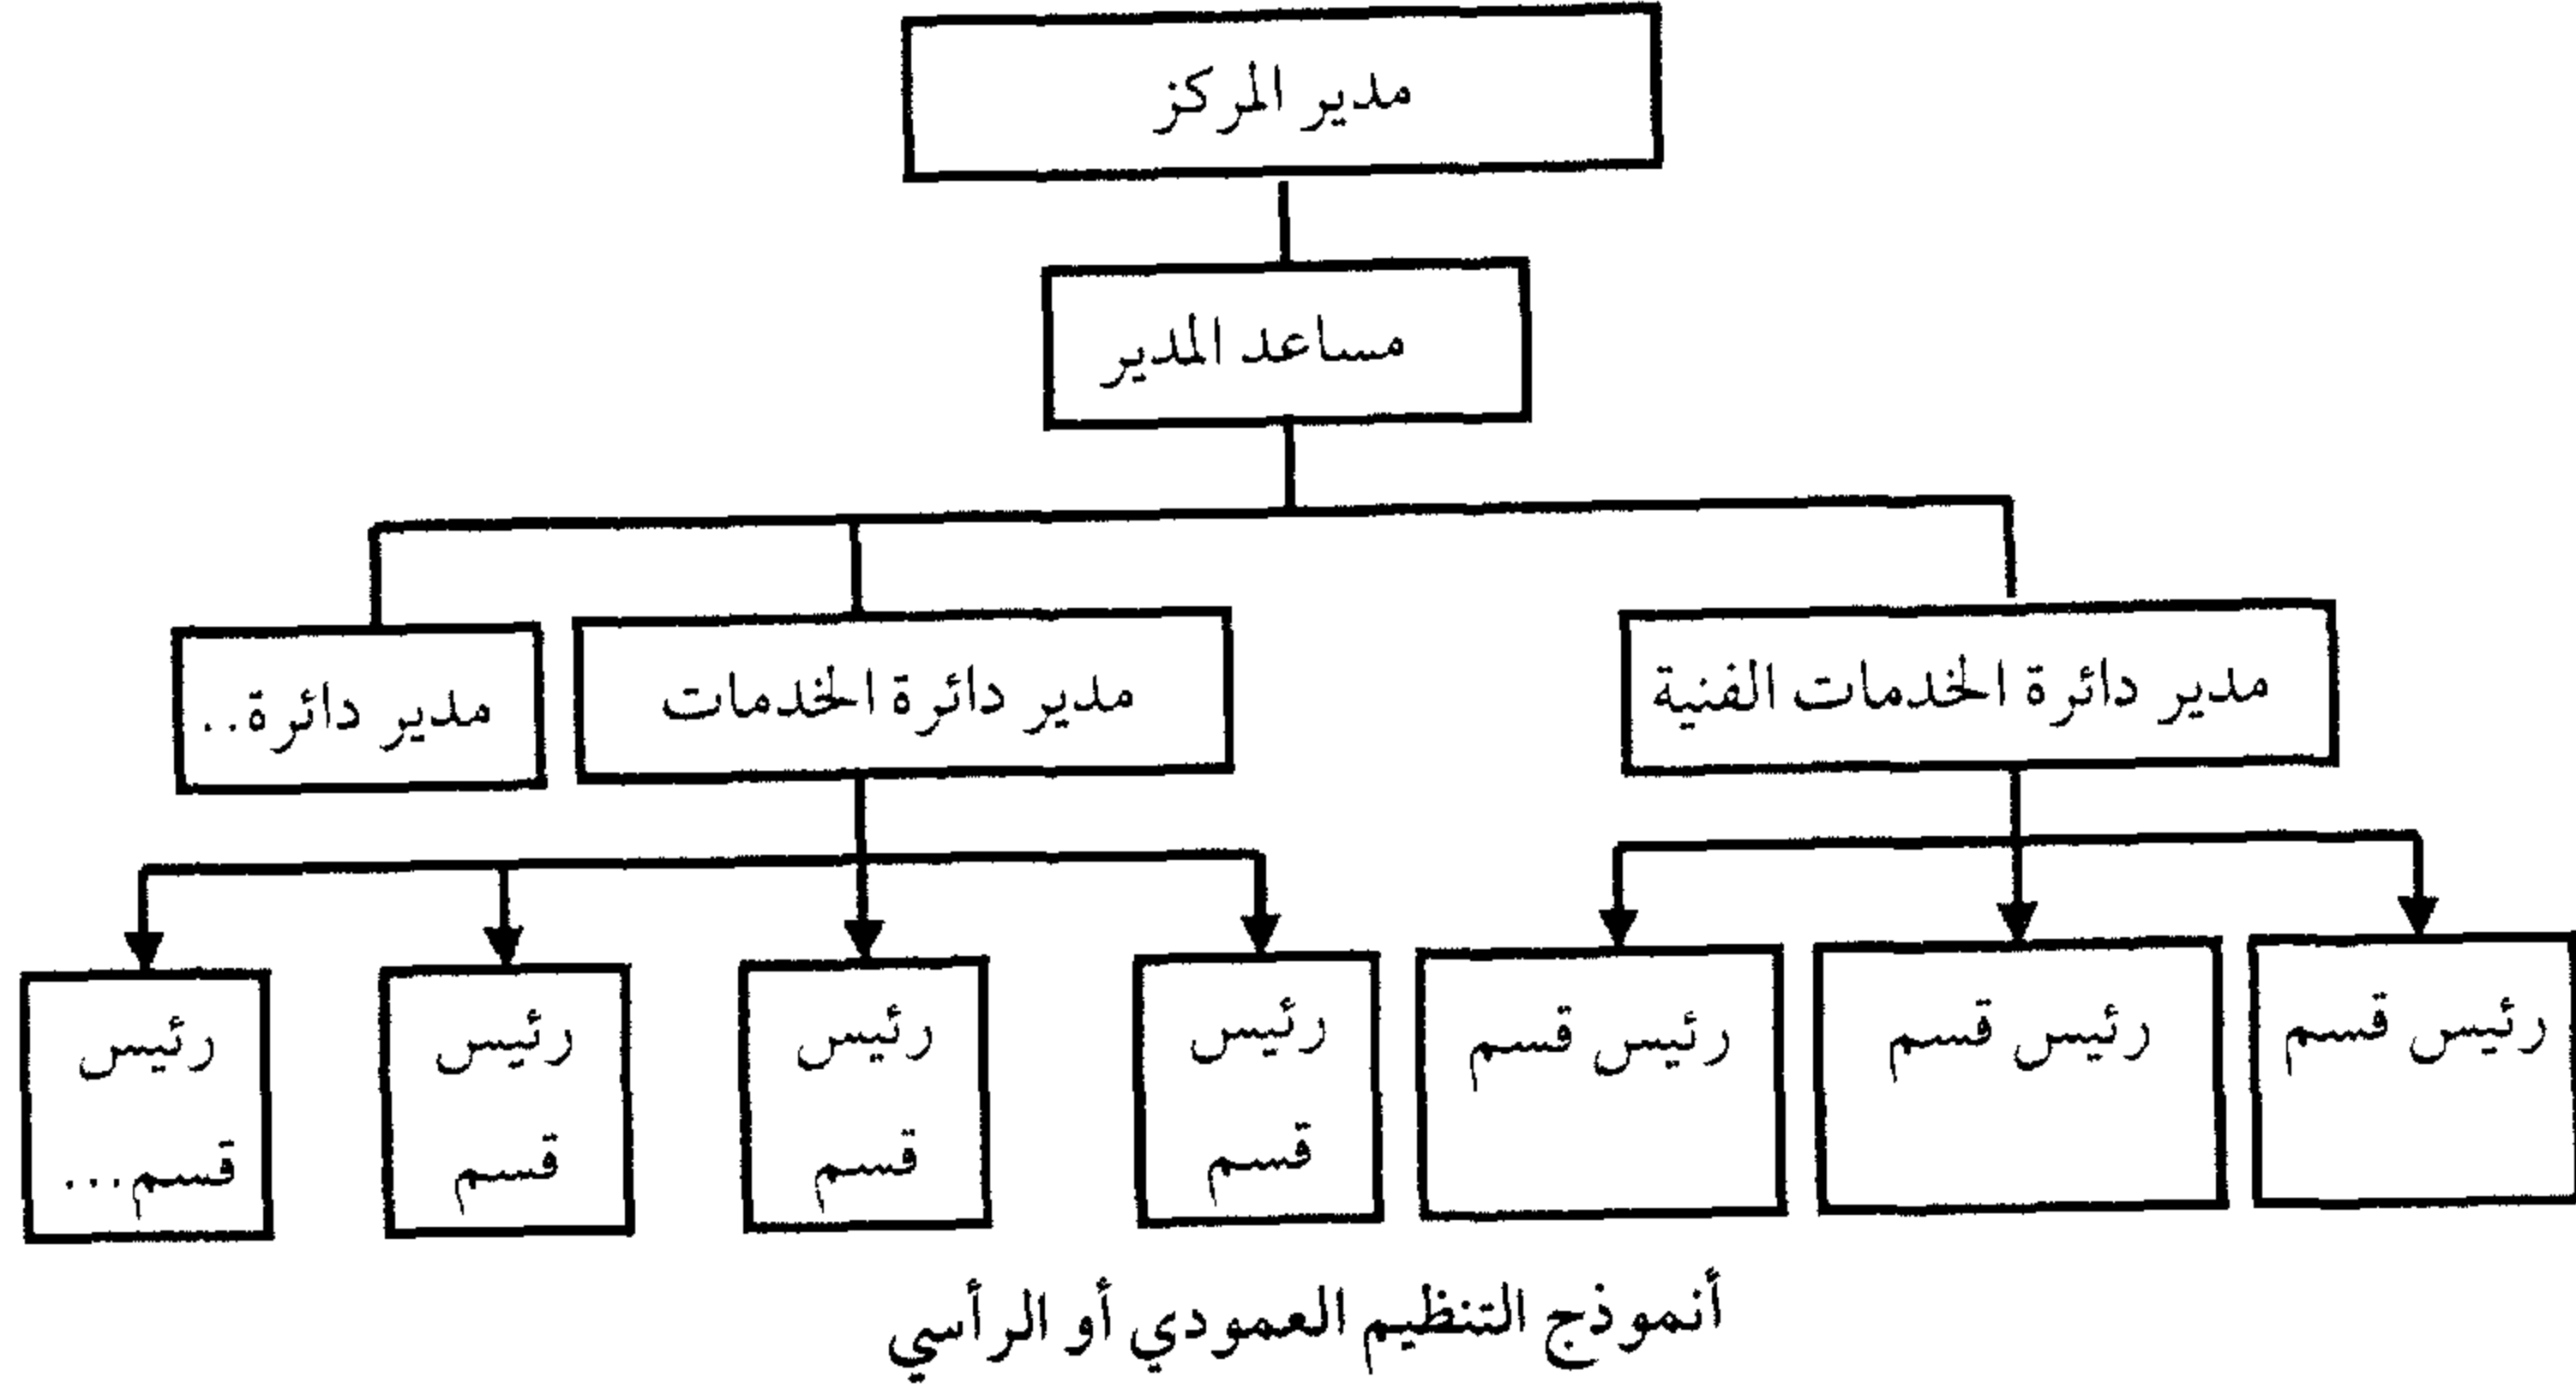 مدير المركز
مساعد المدير
مدير دائرة الخدمات الفنية
مدير دائرة الخدمات
مدير دائرة..
رئيس قسم
رئيس قسم
رئيس قسم
رئيس
قسم
رئيس
قسم
رئيس
قسم
رئيس
قسم...
أنموذج التنظيم العمودي أو الرأسي